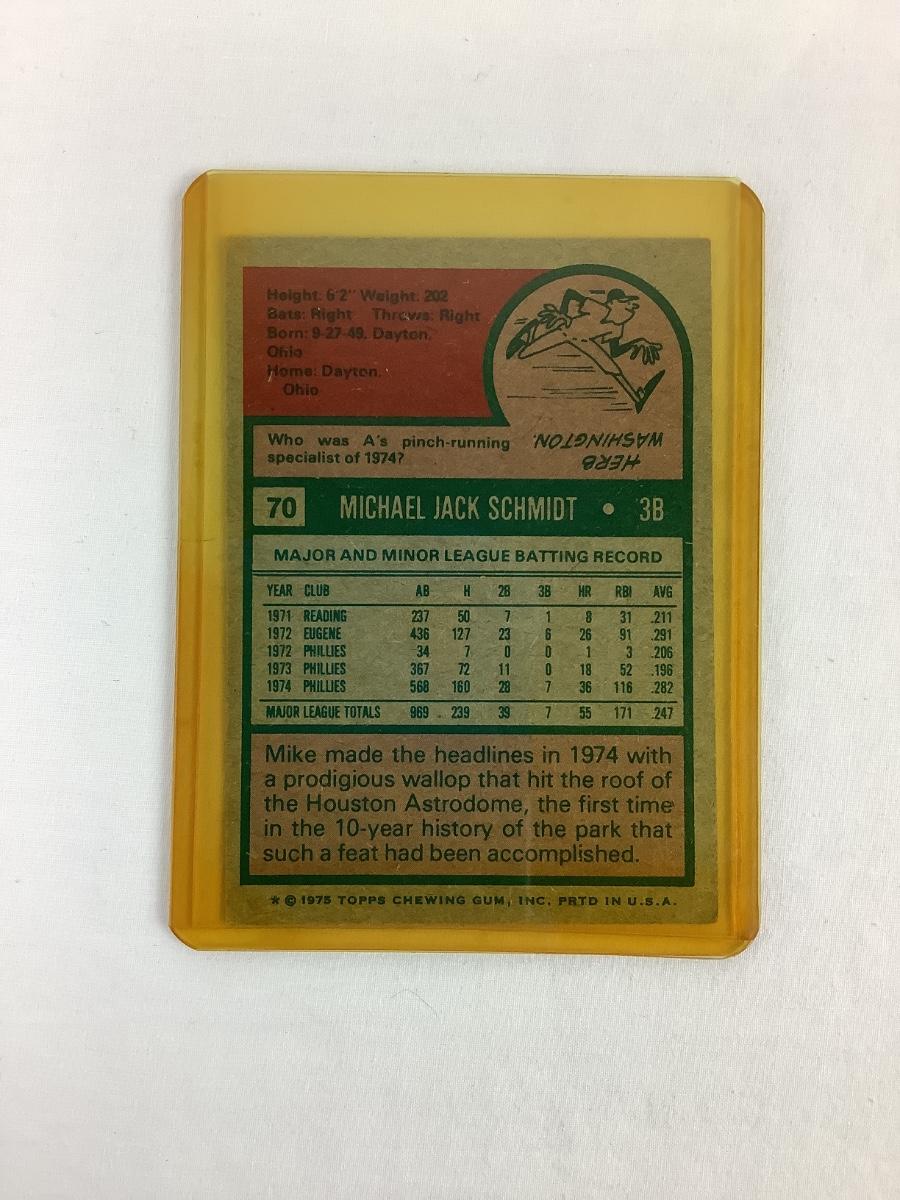 Height: 6'2" Weight: 202
Bats: Right Throws: Right
Born: 9-27-49, Dayton,
Ohio
Home: Dayton,
Ohio
Who was A's pinch-running
specialist of 1974?
HERB
WASHINGTON.
70 MICHAEL JACK SCHMIDT • 3B
MAJOR AND MINOR LEAGUE BATTING RECORD
YEAR CLUB AB H 2B 3B HR RBI AVG
1971 READING 237 50 7 1 8 31 .211
1972 EUGENE 436 127 23 6 26 91 .291
1972 PHILLIES 34 7 0 0 1 3 .206
1973 PHILLIES 367 72 11 0 18 52 .196
1974 PHILLIES 568 160 28 7 36 116 .282
MAJOR LEAGUE TOTALS 969 239 39 7 55 171 .247
Mike made the headlines in 1974 with
a prodigious wallop that hit the roof of
the Houston Astrodome, the first time
in the 10-year history of the park that
such a feat had been accomplished.
* © 1975 TOPPS CHEWING GUM, INC. PRTD IN U.S.A.